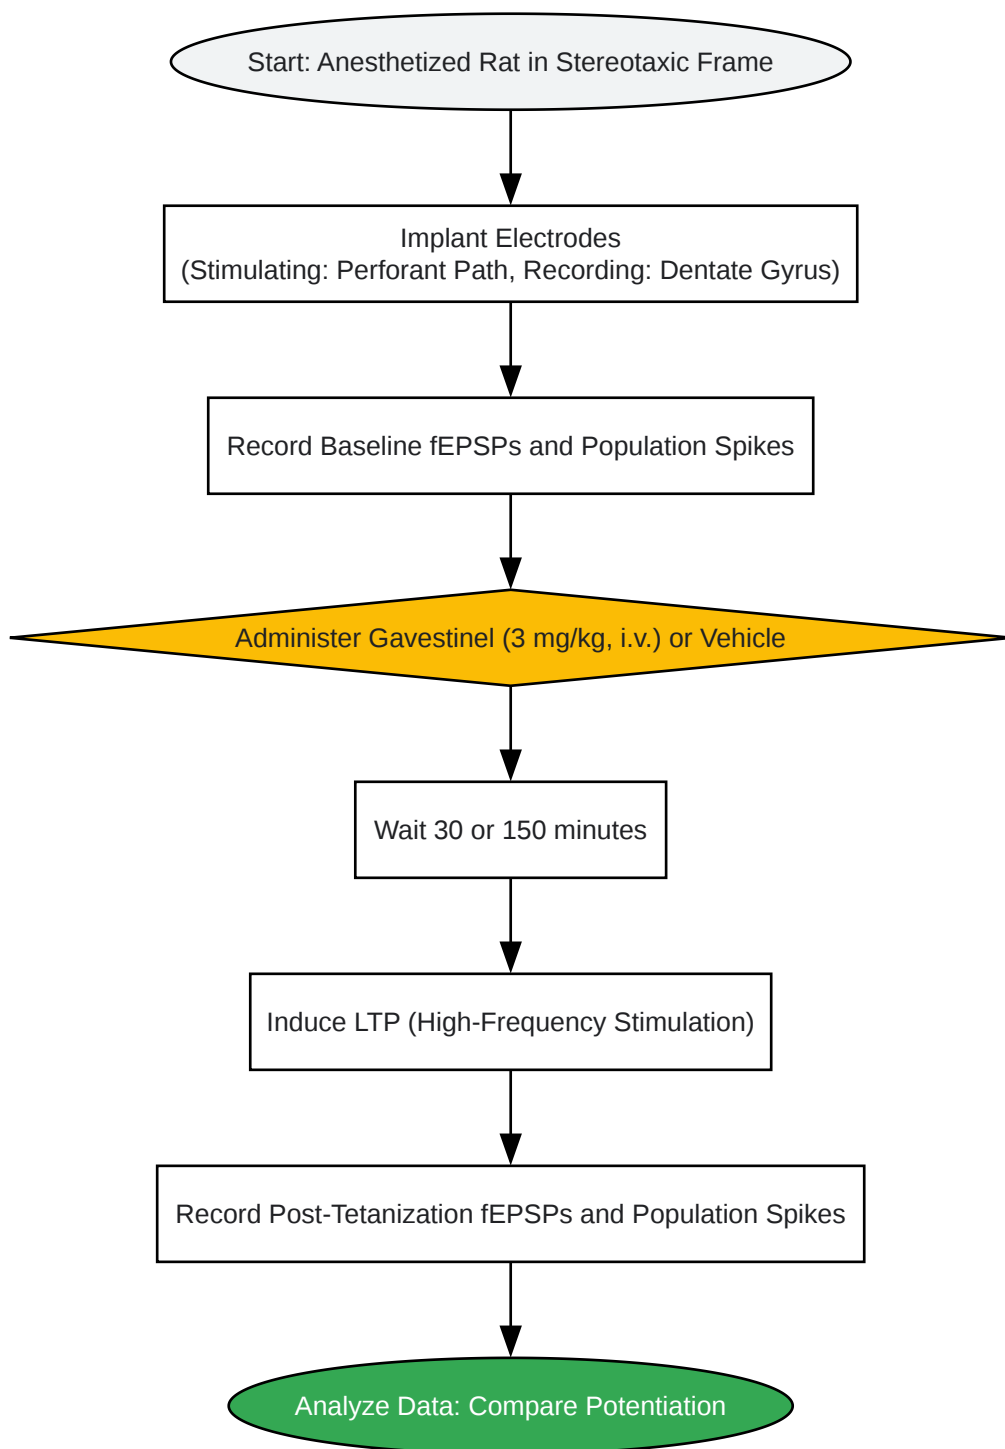 Start: Anesthetized Rat in Stereotaxic Frame
Implant Electrodes
(Stimulating: Perforant Path, Recording: Dentate Gyrus)
Record Baseline fEPSPs and Population Spikes
Administer Gavestinel (3 mg/kg, i.v.) or Vehicle
Wait 30 or 150 minutes
Induce LTP (High-Frequency Stimulation)
Record Post-Tetanization fEPSPs and Population Spikes
Analyze Data: Compare Potentiation